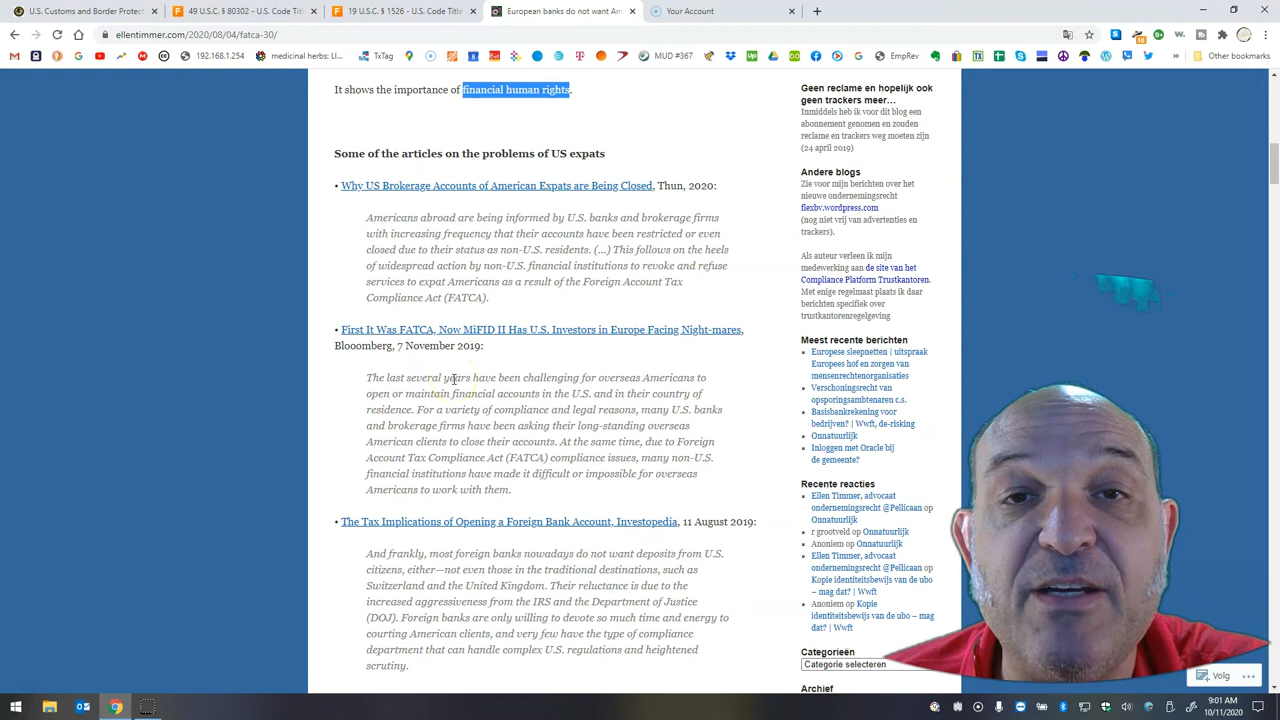 U.S. Customs and Border Protect
49 U.S.C. § 80302 - U.S. Code
19 U.S. Code § 1526 - U.S. Code
European banks don't want Am
Your Account
ellentimmer.com/2020/08/04/fatca-30/
192.168.1.254
medicinal herbs: LI...
TxTag
MUD #367
EmpRev
Other bookmarks
It shows the importance of financial human rights.
Some of the articles on the problems of US expats
• Why US Brokerage Accounts of American Expats are Being Closed, Thun, 2020:
Americans abroad are being informed by U.S. banks and brokerage firms
with increasing frequency that their accounts have been restricted or even
closed due to their status as non-U.S. residents. (...) This follows on the heels
of widespread action by non-U.S. financial institutions to revoke and refuse
services to expat Americans as a result of the Foreign Account Tax
Compliance Act (FATCA).
• First It Was FATCA, Now MiFID II Has U.S. Investors in Europe Facing Night-mares,
Blooomberg, 7 November 2019:
The last several years have been challenging for overseas Americans to
open or maintain financial accounts in the U.S. and in their country of
residence. For a variety of compliance and legal reasons, many U.S. banks
and brokerage firms have been asking their long-standing overseas
American clients to close their accounts. At the same time, due to Foreign
Account Tax Compliance Act (FATCA) compliance issues, many non-U.S.
financial institutions have made it difficult or impossible for overseas
Americans to work with them.
• The Tax Implications of Opening a Foreign Bank Account, Investopedia, 11 August 2019:
And frankly, most foreign banks nowadays do not want deposits from U.S.
citizens, either—not even those in the traditional destinations, such as
Switzerland and the United Kingdom. Their reluctance is due to the
increased aggressiveness from the IRS and the Department of Justice
(DOJ). Foreign banks are only willing to devote so much time and energy to
courting American clients, and very few have the type of compliance
department that can handle complex U.S. regulations and heightened
scrutiny.
Geen reclame en hopelijk ook
geen trackers meer…
Inmiddels heb ik voor dit blog een
abonnement genomen en zouden
reclame en trackers weg moeten zijn
(24 april 2019)
Andere blogs
Zie voor mijn berichten over het
nieuwe ondernemingsrecht
flexbv.wordpress.com
(nog niet vrij van advertenties en
trackers).
Als auteur verleen ik mijn
medewerking aan de site van het
Compliance Platform Trustkantoren.
Met enige regelmaat plaats ik daar
berichten specifiek over
trustkantorenregelgeving
Meest recente berichten
Europese sleepnetten | uitspraak
Europees hof en zorgen van
mensenrechtenorganisaties
Verschoningsrecht van
opsporingsambtenaren c.s.
Basisbankrekening voor
bedrijven? | Wwft, de-risking
Onnatuurlijk
Inloggen met Oracle bij
de gemeente?
Recente reacties
Ellen Timmer, advocaat
ondernemingsrecht @Pellicaan op
Onnatuurlijk
r grootveld op Onnatuurlijk
Anoniem op Onnatuurlijk
Ellen Timmer, advocaat
ondernemingsrecht @Pellicaan op
Kopie identiteitsbewijs van de ubo
– mag dat? | Wwft
Anoniem op Kopie
identiteitsbewijs van de ubo – mag
dat? | Wwft
Categorieën
Categorie selecteren
Archief
Volg
9:01 AM
10/11/2020